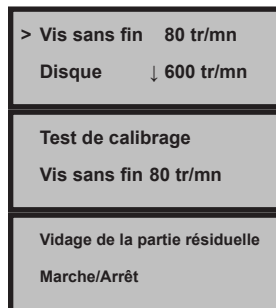 > Vis sans fin 80 tr/mn
Disque ↓ 600 tr/mn
Test de calibrage
Vis sans fin 80 tr/mn
Vidage de la partie résiduelle
Marche/Arrêt